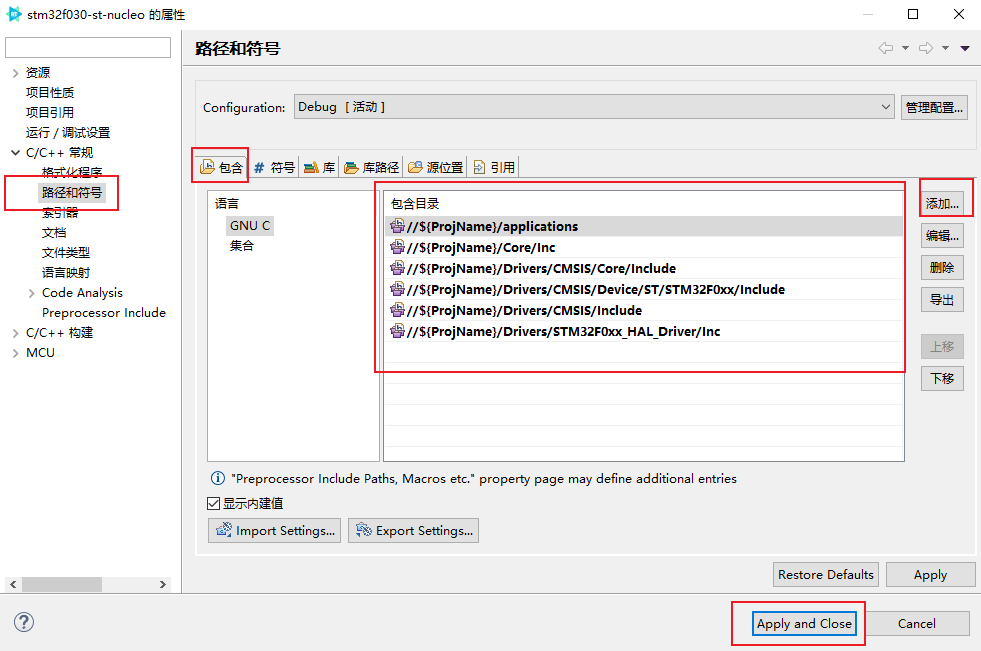 stm32f030-st-nucleo 的属性
资源
项目性质
项目引用
运行 / 调试设置
C/C++ 常规
格式化程序
路径和符号
索引器
文档
文件类型
语言映射
Code Analysis
Preprocessor Include
C/C++ 构建
MCU
路径和符号
Configuration: Debug [ 活动 ] 管理配置...
包含 # 符号 库 库路径 源位置 引用
语言
GNU C
集合
包含目录
//${ProjName}/applications
//${ProjName}/Core/Inc
//${ProjName}/Drivers/CMSIS/Core/Include
//${ProjName}/Drivers/CMSIS/Device/ST/STM32F0xx/Include
//${ProjName}/Drivers/CMSIS/Include
//${ProjName}/Drivers/STM32F0xx_HAL_Driver/Inc
添加...
编辑...
删除
导出
上移
下移
"Preprocessor Include Paths, Macros etc." property page may define additional entries
显示内建值
Import Settings... Export Settings...
Restore Defaults Apply
Apply and Close Cancel